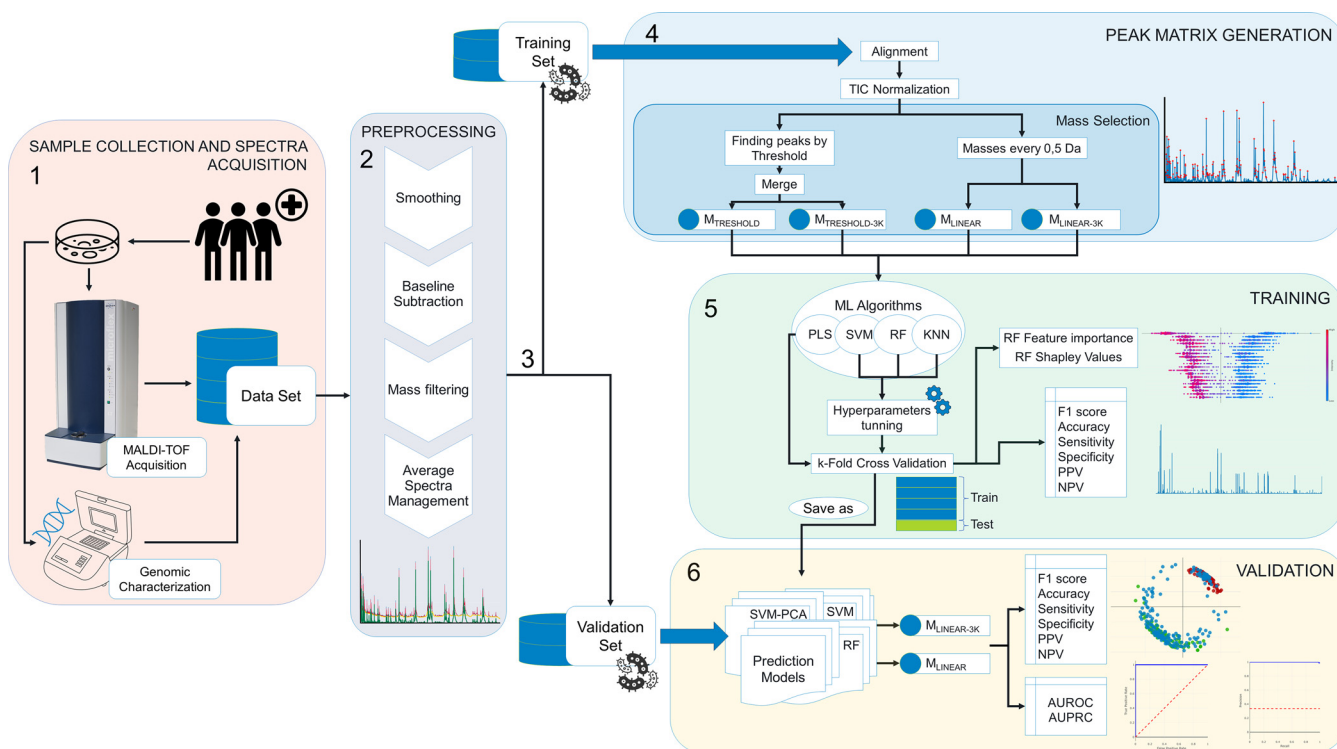 1
SAMPLE COLLECTION AND SPECTRA
ACQUISITION
Data Set
MALDI-TOF
Acquisition
Genomic
Characterization
2
PREPROCESSING
Smoothing
Baseline
Subtraction
Mass filtering
Average
Spectra
Management
3
Training
Set
Validation
Set
4
PEAK MATRIX GENERATION
Alignment
TIC Normalization
Mass Selection
Finding peaks by
Threshold
Masses every 0,5 Da
Merge
MTRESHOLD
MTRESHOLD-3K
MLINEAR
MLINEAR-3K
5
TRAINING
ML Algorithms
PLS
SVM
RF
KNN
Hyperparameters
tunning
k-Fold Cross Validation
Train
Test
Save as
RF Feature importance
RF Shapley Values
F1 score
Accuracy
Sensitivity
Specificity
PPV
NPV
6
VALIDATION
SVM-PCA
SVM
RF
Prediction
Models
MLINEAR-3K
MLINEAR
F1 score
Accuracy
Sensitivity
Specificity
PPV
NPV
AUROC
AUPRC